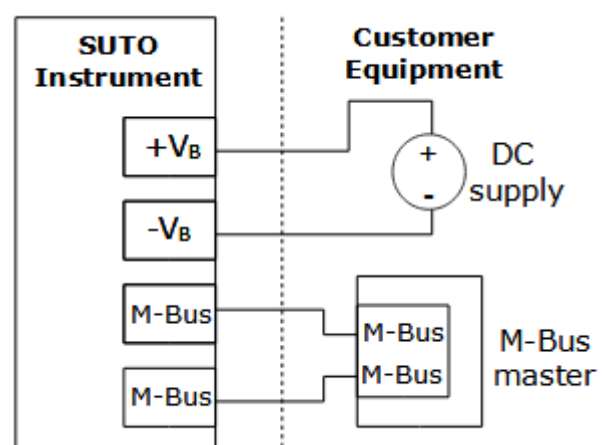 SUTO
Instrument
Customer
Equipment
+VB
+
DC
supply
-
-VB
M-Bus
M-Bus
M-Bus
M-Bus
M-Bus
master